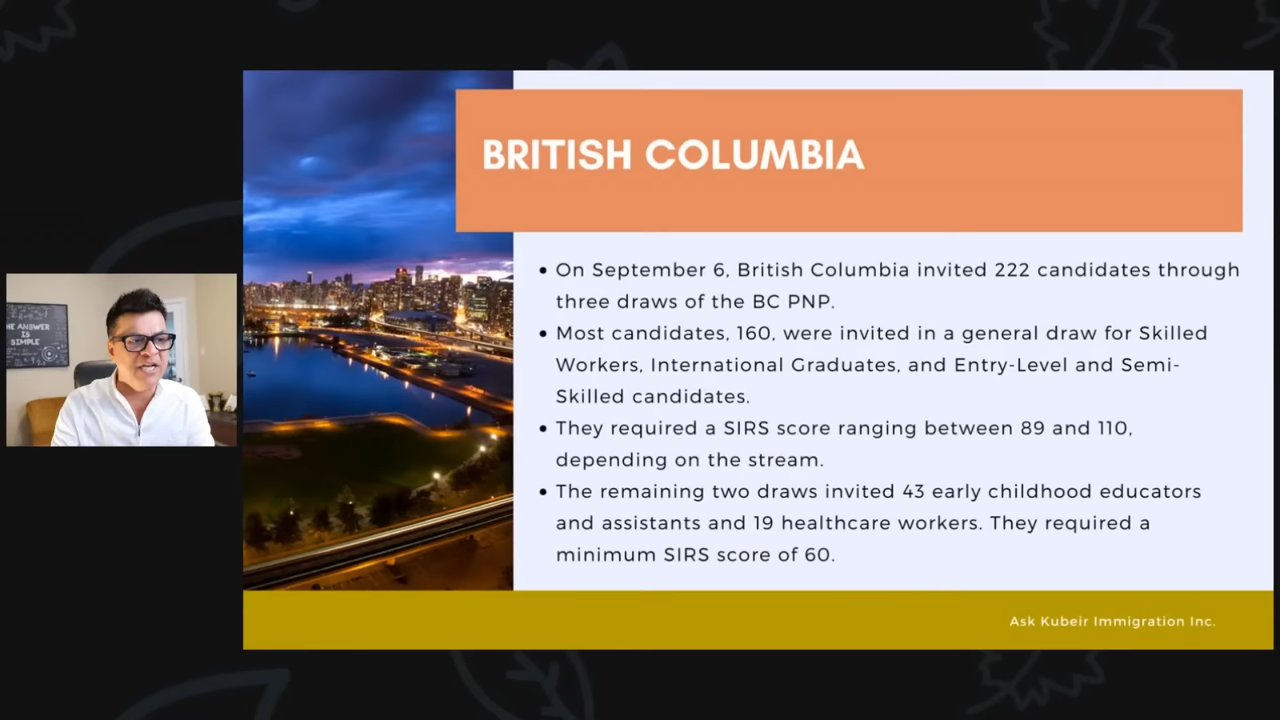 BRITISH COLUMBIA
• On September 6, British Columbia invited 222 candidates through
three draws of the BC PNP.
• Most candidates, 160, were invited in a general draw for Skilled
Workers, International Graduates, and Entry-Level and Semi-
Skilled candidates.
• They required a SIRS score ranging between 89 and 110,
depending on the stream.
• The remaining two draws invited 43 early childhood educators
and assistants and 19 healthcare workers. They required a
minimum SIRS score of 60.
Ask Kubeir Immigration Inc.
ANSWER
IS
SIMPLE